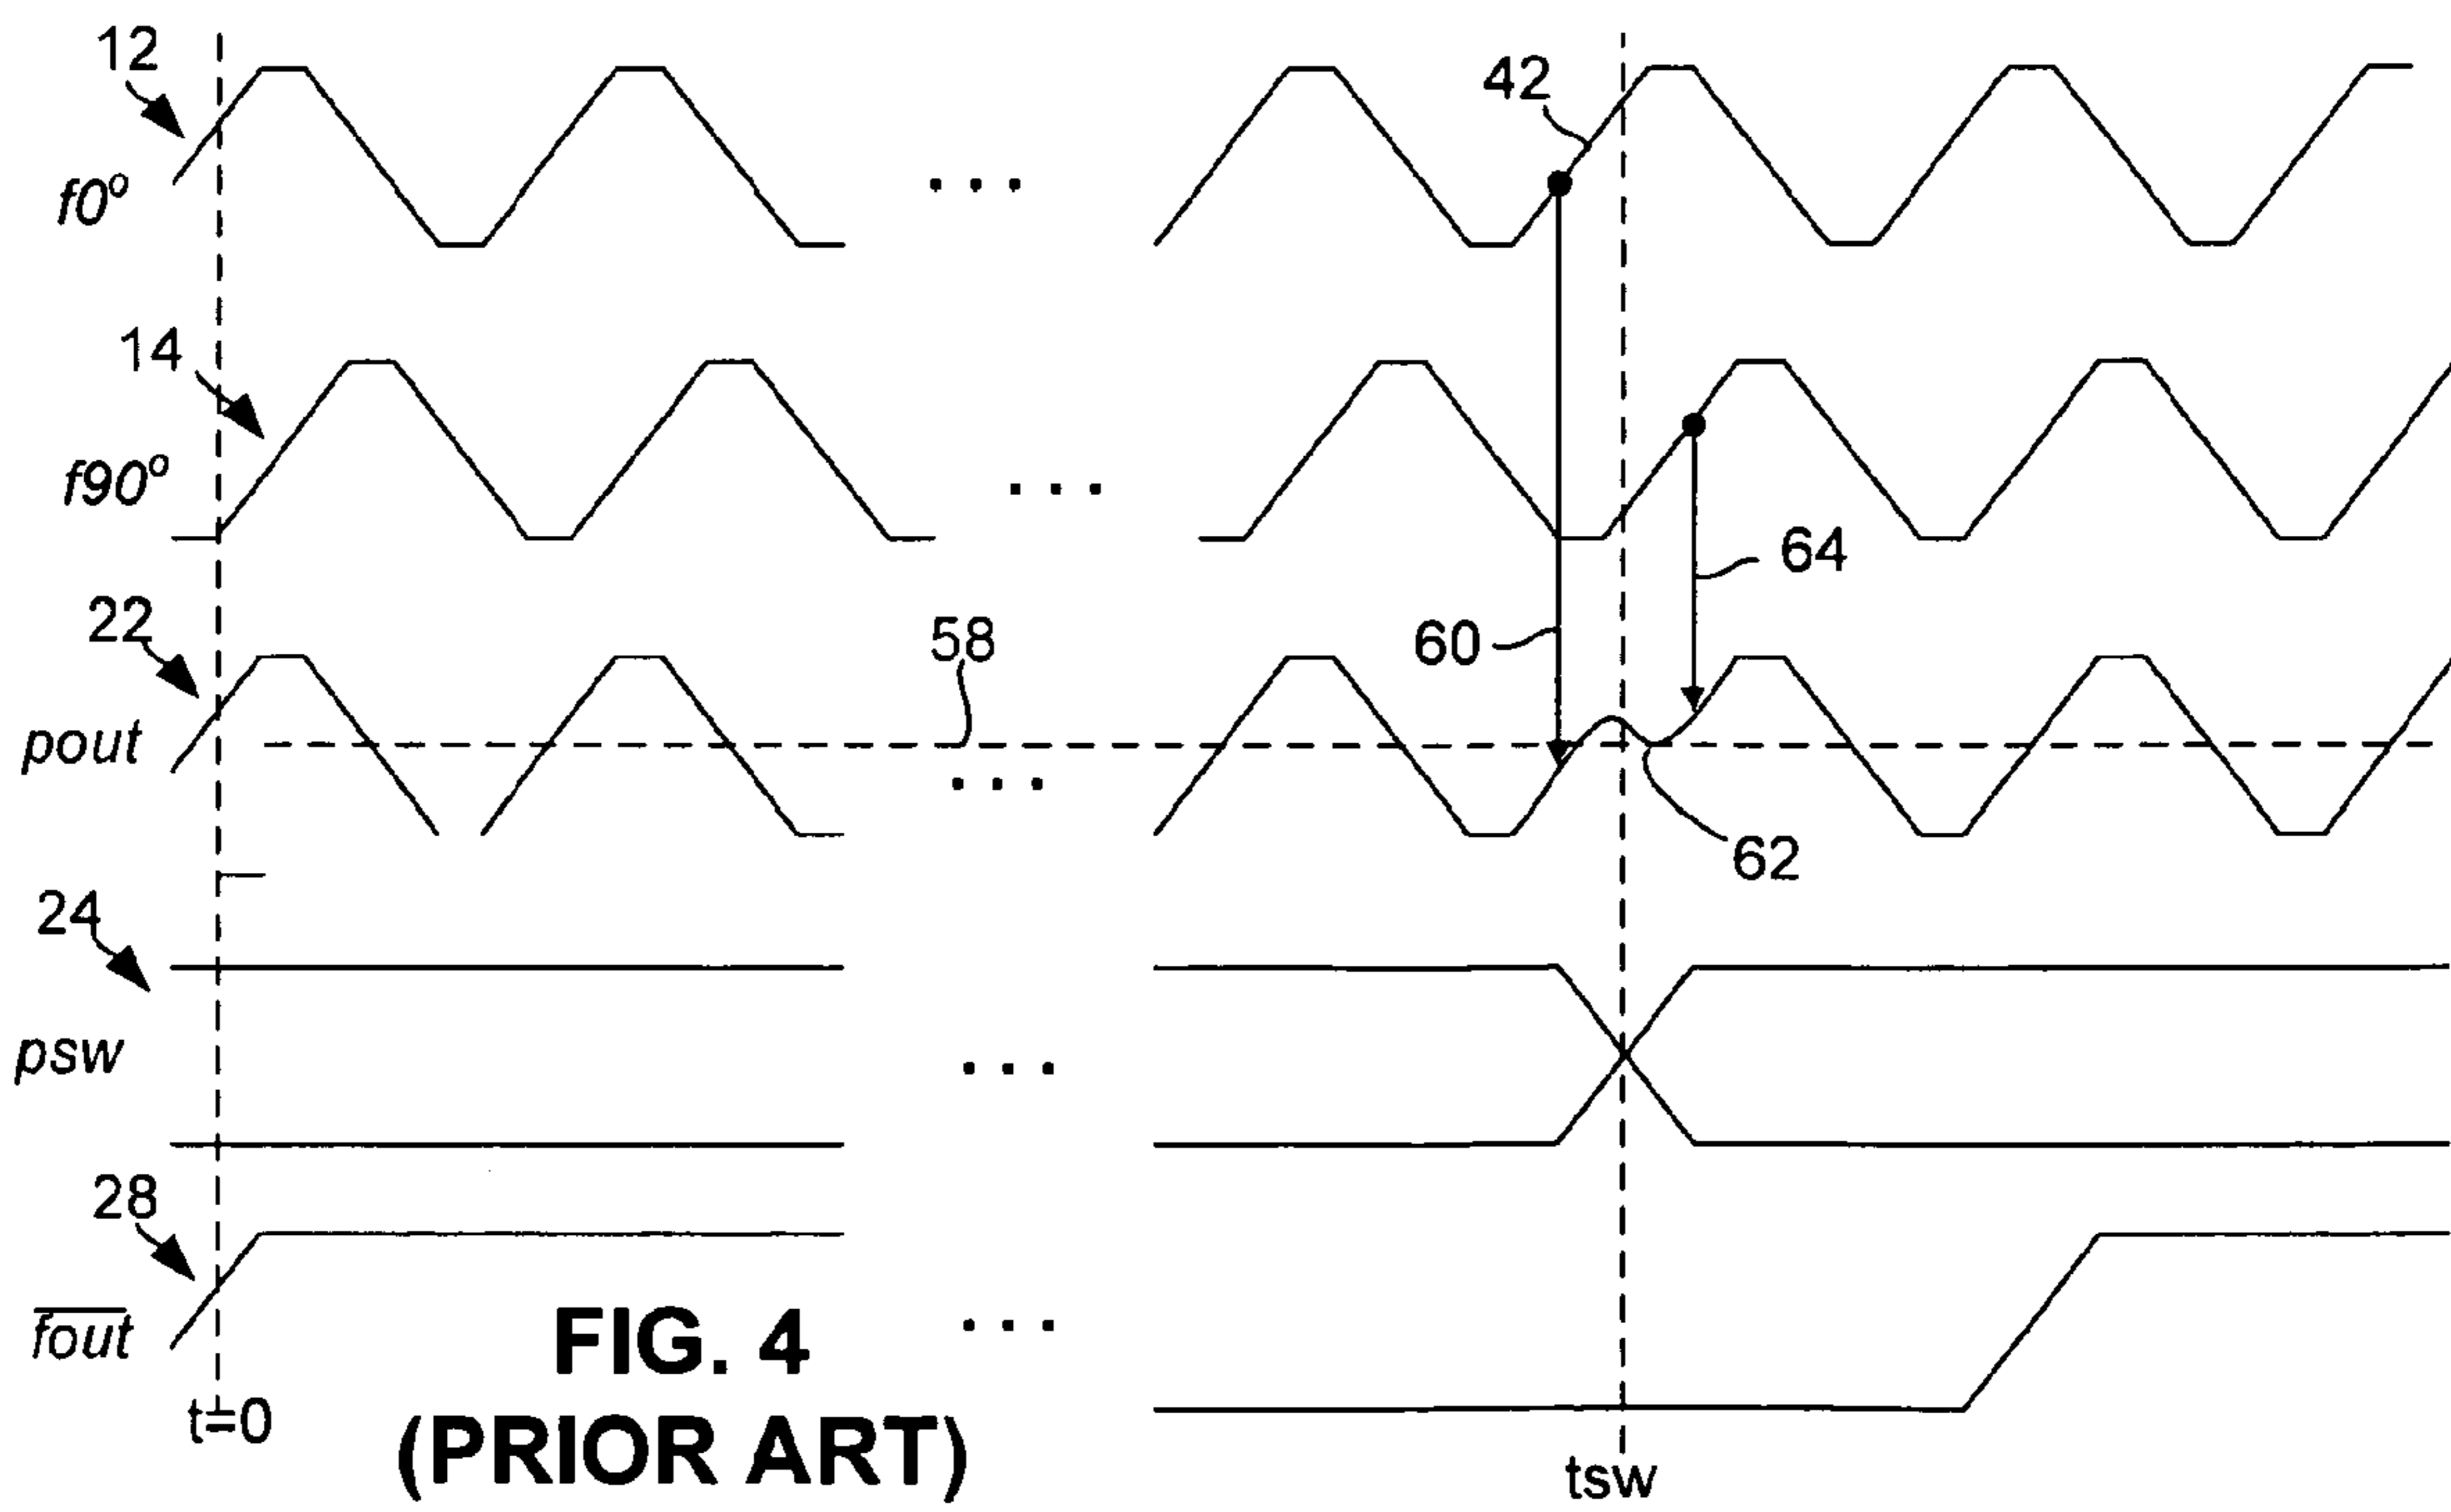 12
42
f0°
14
f90°
64
22
58
60
pout
62
24
psw
28
fout
FIG. 4
t=0
(PRIOR ART)
tsw